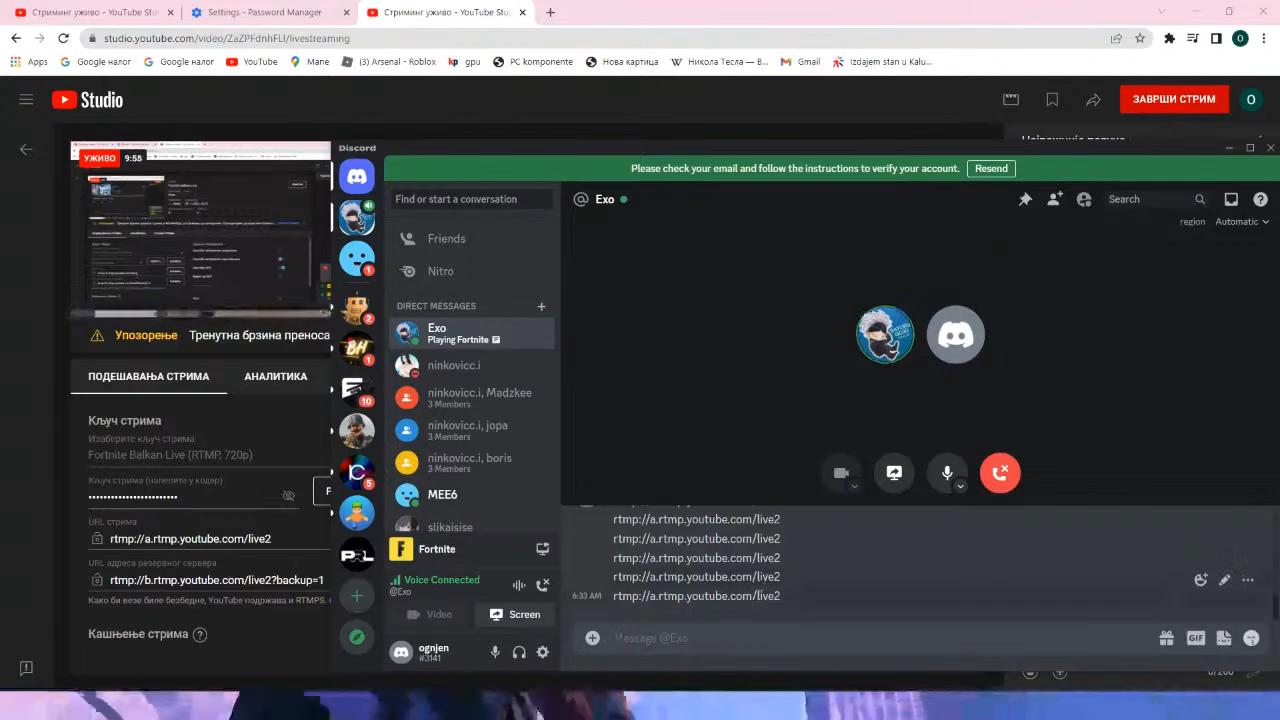 Стриминг уживо - YouTube Stu
Settings - Password Manager
Стриминг уживо - YouTube Stu
studio.youtube.com/video/ZaZPFdnhFLI/livestreaming
Apps
Google налог
Google налог
YouTube
Мапе
(3) Arsenal - Roblox
kp gpu
PC komponente
Нова картица
Никола Тесла — В...
Gmail
Izdajem stan u Kalu...
Studio
ЗАВРШИ СТРИМ
O
УЖИВО 9:55
Упозорење Тренутна брзина преноса
ПОДЕШАВАЊА СТРИМА
АНАЛИТИКА
Кључ стрима
Изаберите кључ стрима
Fortnite Balkan Live (RTMP, 720p)
Кључ стрима (налепите у кодер)
URL стрима
rtmp://a.rtmp.youtube.com/live2
URL адреса резервног сервера
rtmp://b.rtmp.youtube.com/live2?backup=1
Како би везе биле безбедне, YouTube подржава и RTMPS.
Кашњење стрима
Discord
Please check your email and follow the instructions to verify your account.
Resend
Find or start a conversation
Friends
Nitro
DIRECT MESSAGES
Exo
Playing Fortnite
ninkovicc.i
ninkovicc.i, Madzkee
3 Members
ninkovicc.i, jopa
3 Members
ninkovicc.i, boris
3 Members
MEE6
slikaisise
Fortnite
Voice Connected
@Exo
Video
Screen
ognjen
#3141
1
2
1
10
5
Exo
Search
region Automatic
rtmp://a.rtmp.youtube.com/live2
rtmp://a.rtmp.youtube.com/live2
rtmp://a.rtmp.youtube.com/live2
rtmp://a.rtmp.youtube.com/live2
6:33 AM rtmp://a.rtmp.youtube.com/live2
Message @Exo
GIF
0/200